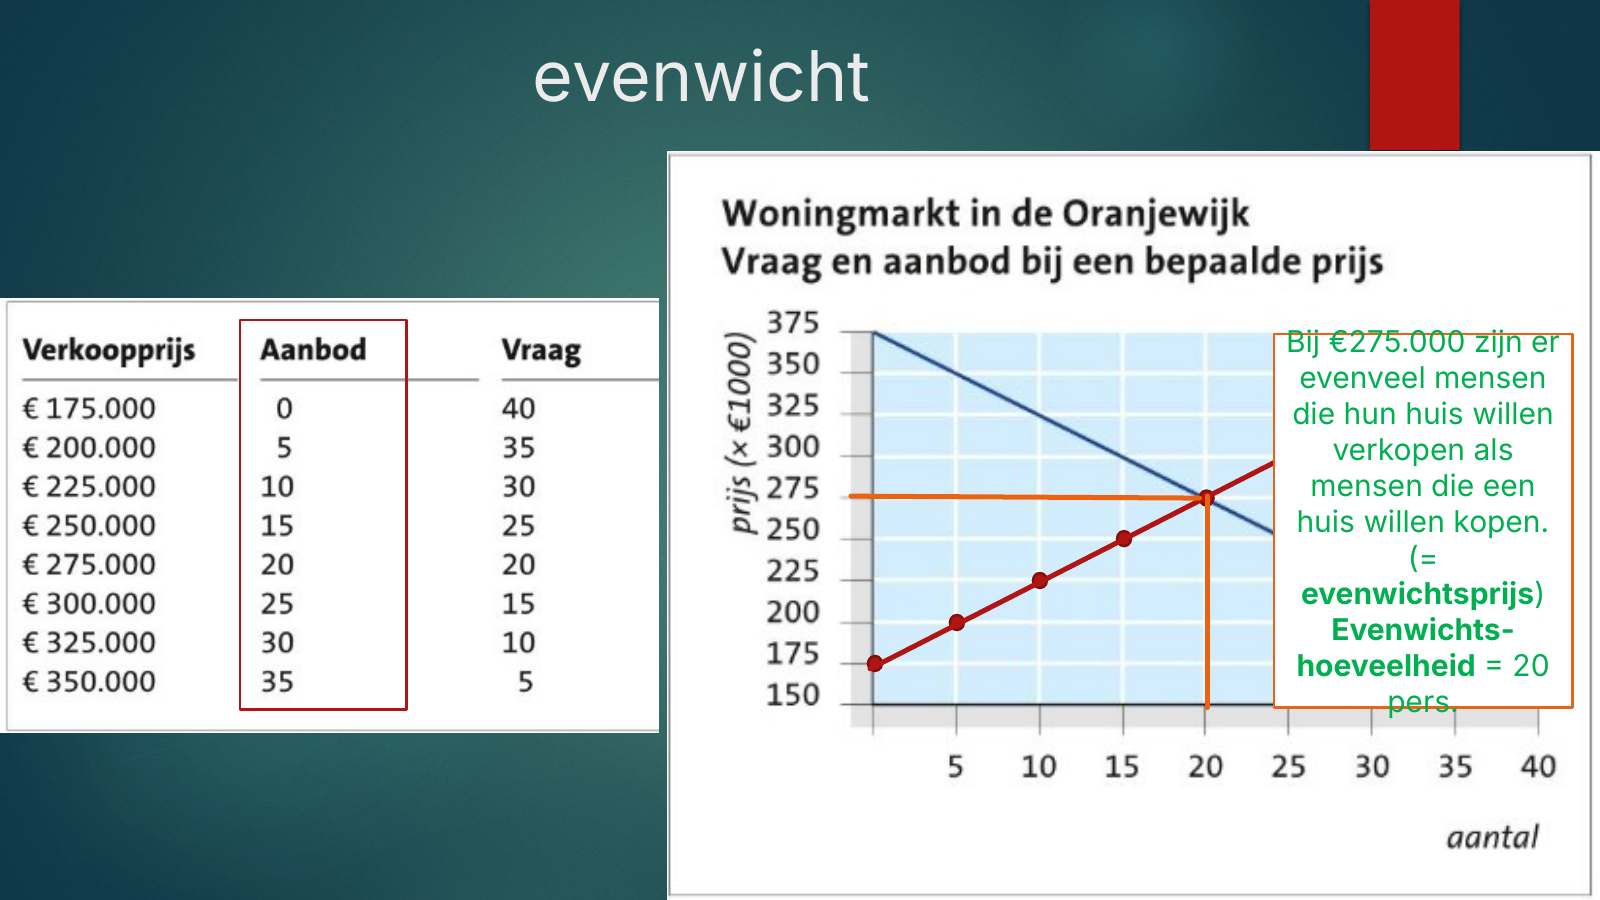 evenwicht
Verkoopprijs Aanbod Vraag
€ 175.000 0 40
€ 200.000 5 35
€ 225.000 10 30
€ 250.000 15 25
€ 275.000 20 20
€ 300.000 25 15
€ 325.000 30 10
€ 350.000 35 5
Woningmarkt in de Oranjewijk
Vraag en aanbod bij een bepaalde prijs
prijs (× €1000)
375
350
325
300
275
250
225
200
175
150
5 10 15 20 25 30 35 40
aantal
Bij €275.000 zijn er
evenveel mensen
die hun huis willen
verkopen als
mensen die een
huis willen kopen.
(=
evenwichtsprijs)
Evenwichts-
hoeveelheid = 20
pers.